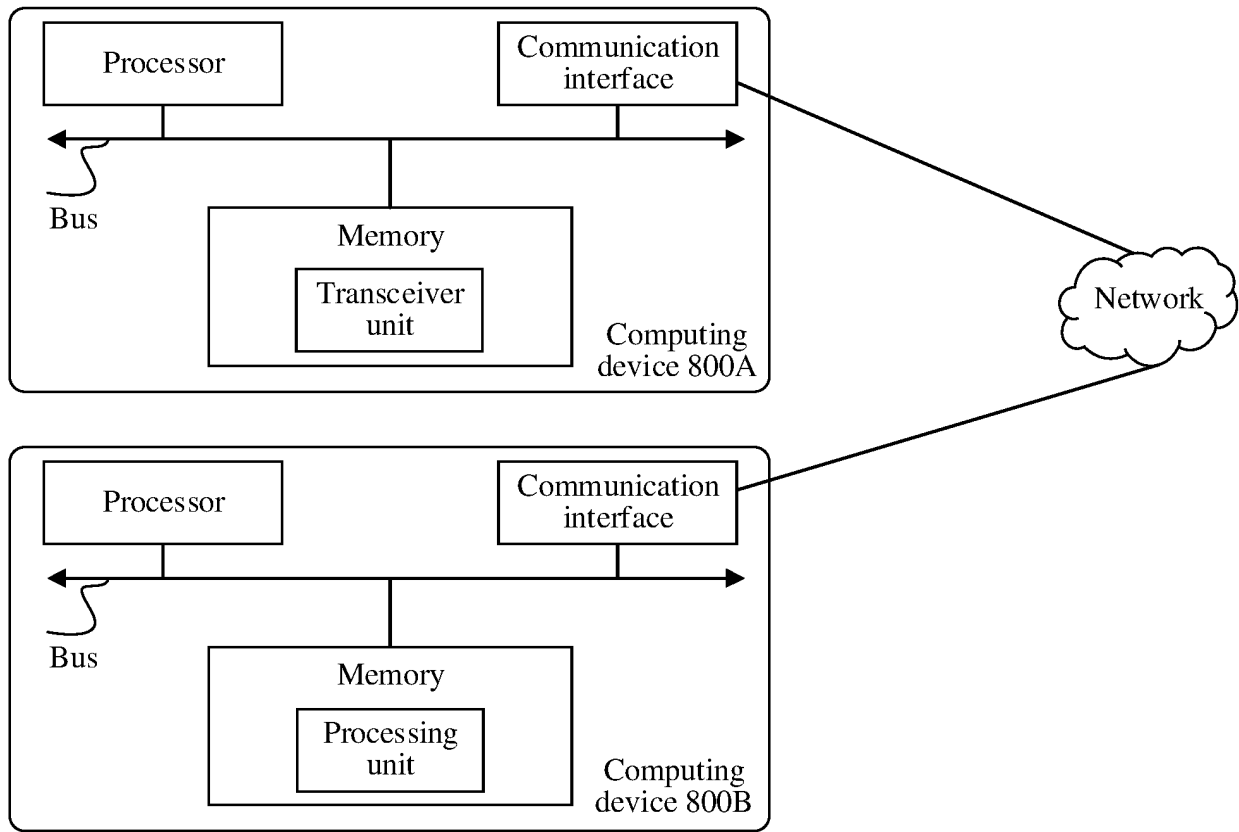 Processor
Communication
interface
Bus
Memory
Transceiver
unit
Computing
device 800A
Network
Processor
Communication
interface
Bus
Memory
Processing
unit
Computing
device 800B